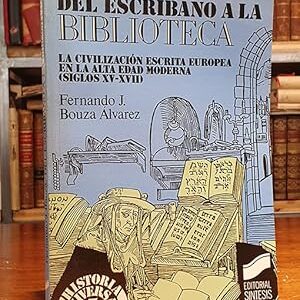 DEL ESCRIBANO A LA
BIBLIOTECA
LA CIVILIZACIÓN ESCRITA EUROPEA
EN LA ALTA EDAD MODERNA
(SIGLOS XV-XVII)
Fernando J.
Bouza Alvarez
HISTORIA
EDITORIAL
SINTESIS